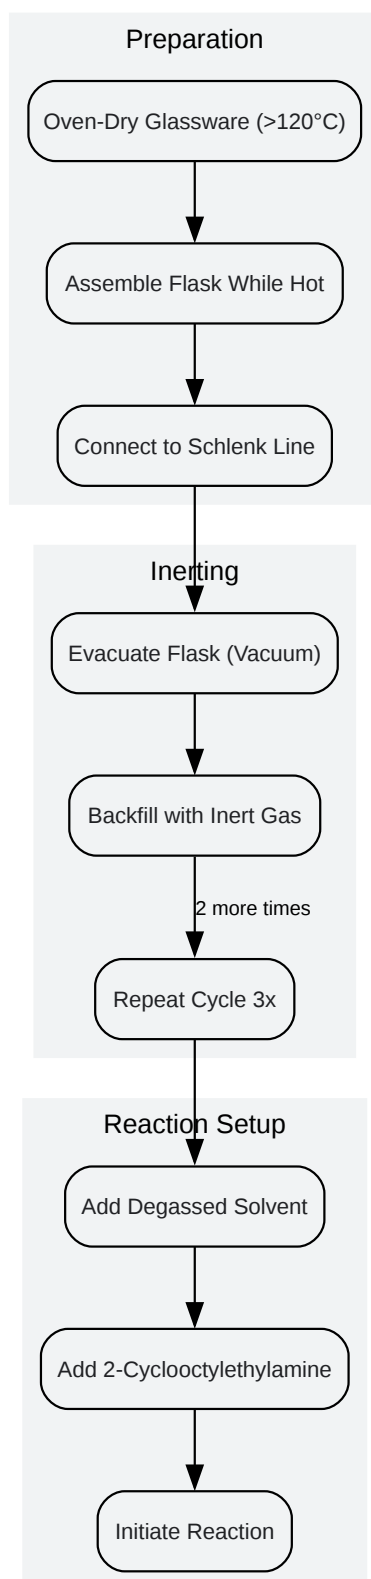 Preparation
Oven-Dry Glassware (>120°C)
Assemble Flask While Hot
Connect to Schlenk Line
Inerting
Evacuate Flask (Vacuum)
Backfill with Inert Gas
2 more times
Repeat Cycle 3x
Reaction Setup
Add Degassed Solvent
Add 2-Cyclooctylethylamine
Initiate Reaction